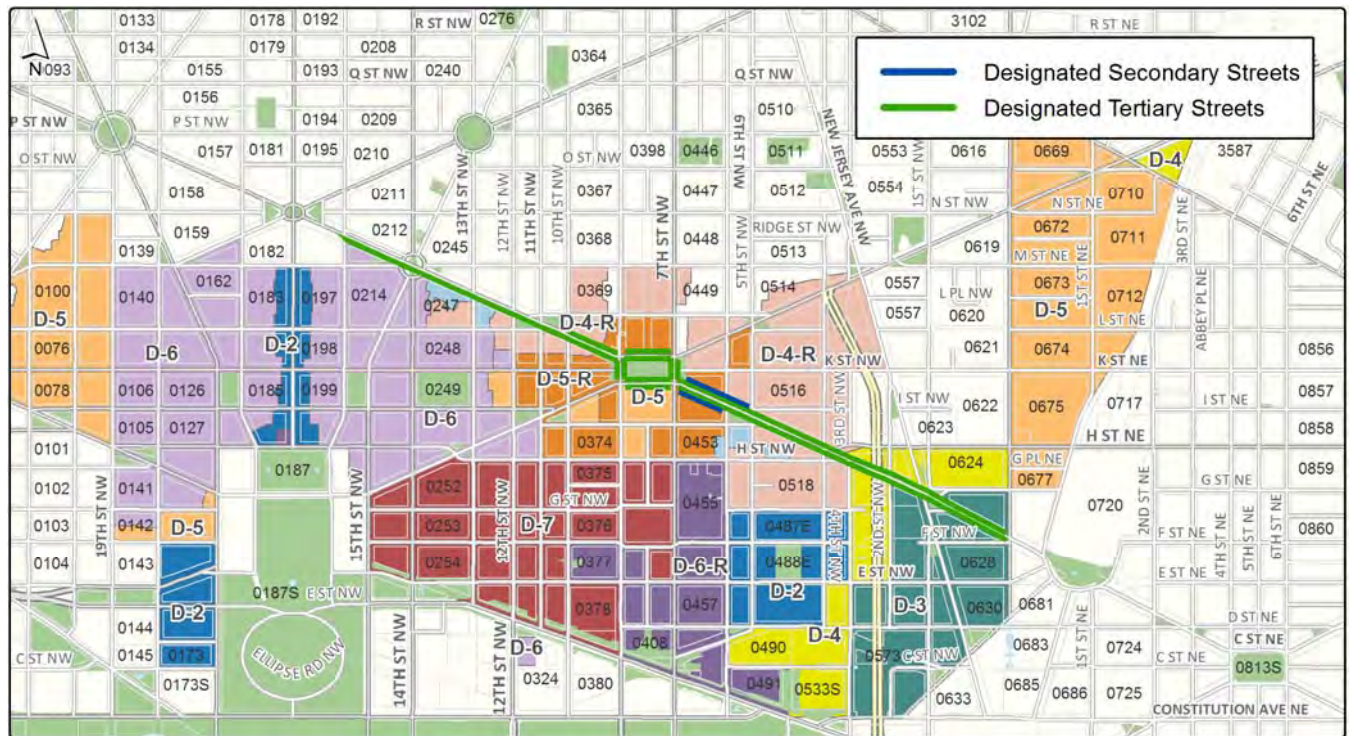 0133 0178 0192 R ST NW 0276 3102 R ST NE
0134 0179 0208 0364
N 093 0155 0193 Q ST NW 0240 Q ST NW
Designated Secondary Streets
Designated Tertiary Streets
0156 0365 0510
P ST NW P ST NW 0194 0209 6TH ST NW NEW JERSEY AVE NW
O ST NW 0157 0181 0195 0210 13TH ST NW O ST NW 0398 0446 0511 0553 1ST ST NW 0616 0669 D-4 3587 6TH ST NE
0158 0211 12TH ST NW 11TH ST NW 10TH ST NW 0367 7TH ST NW 0447 0512 0554 N ST NW N ST NE 0710
0159 0212 0245 0368 0448 5TH ST NW RIDGE ST NW 0513 0619 0672 0711 3RD ST NE
0139 0182 M ST NE 1ST ST NE
0100 0140 0162 0183 0197 0214 0247 0369 0449 0514 0557 L PL NW 0620 0673 0712 ABBEY PL NE
D-5 D-4-R 0557 D-5 L ST NE
0076 D-6 D-2 0198 0248 D-4-R K ST NW 0621 0674 K ST NE 0856
0078 0106 0126 0185 0199 0249 D-5-R D-5 0516 3RD ST NW I ST NW 0622 0675 0717 I ST NE 0857
0105 0127 D-6 0623
0101 0187 0374 0453 H ST NW H ST NE 0858
0102 19TH ST NW 0141 15TH ST NW 0252 12TH ST NW 0375 G ST NW 0455 0518 0624 G PL NE 0677 0720 2ND ST NE G ST NE 0859
0103 0142 D-5 0253 D-7 0376 0487E 4TH ST NW 2ND ST NW F ST NW F ST NE 4TH ST NE 5TH ST NE 6TH ST NE 0860
0104 0143 0254 0377 D-6-R 0488E E ST NW 0628 E ST NE
0187S E ST NW 0378 0457 D-2 D-3 0630 0681
D-2 D ST NE
0144 ELLIPSE RD NW 14TH ST NW 12TH ST NW D-6 0408 D-4 0683 1ST ST NE 0724 C ST NE
C ST NW 0145 0173 0324 0380 0490 0573 C ST NW C ST NE 0813S
0173S 0491 0533S 0633 0685 0686 0725
CONSTITUTION AVE NE